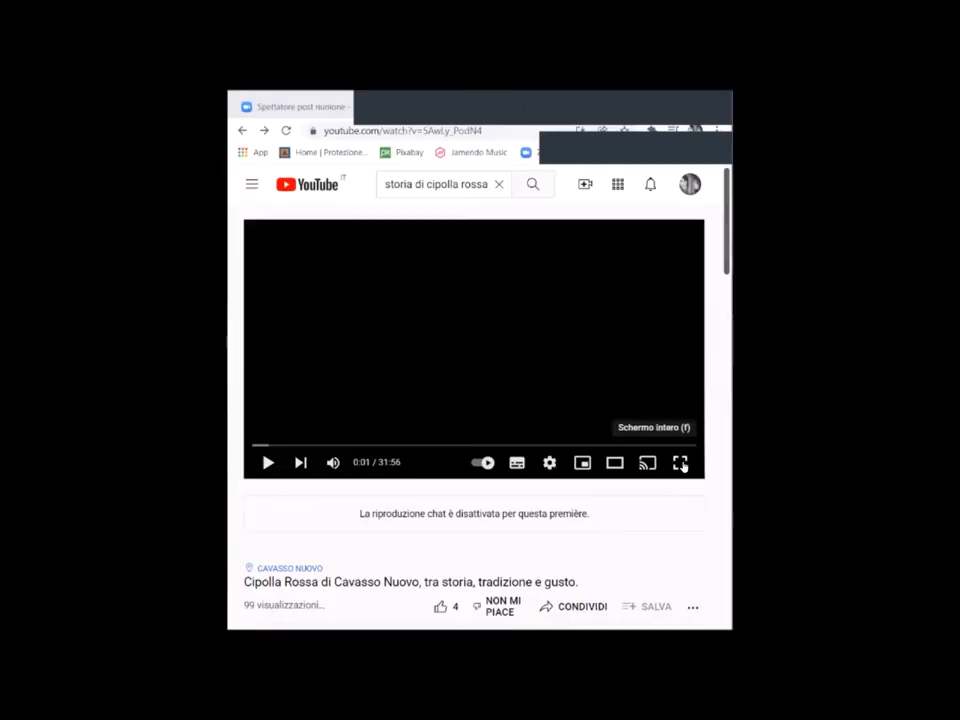 Spettatore post riunione -
youtube.com/watch?v=SAwLy_PodN4
App Home | Protezione... Pixabay Jamendo Music
YouTube IT storia di cipolla rossa
Schermo intero (f)
0:01 / 31:56
La riproduzione chat è disattivata per questa première.
CAVASSO NUOVO
Cipolla Rossa di Cavasso Nuovo, tra storia, tradizione e gusto.
99 visualizzazioni... 4 NON MI PIACE CONDIVIDI SALVA